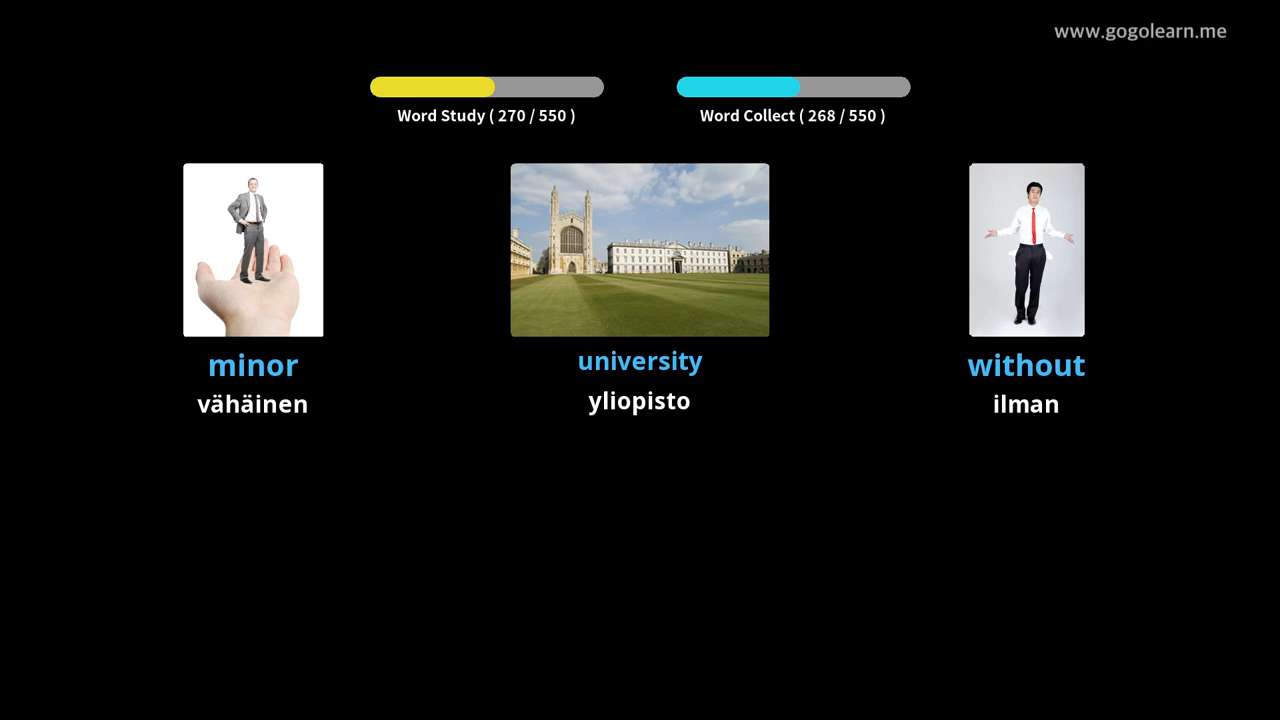 www.gogolearn.me
Word Study ( 270 / 550 )
Word Collect ( 268 / 550 )
minor
vähäinen
university
yliopisto
without
ilman